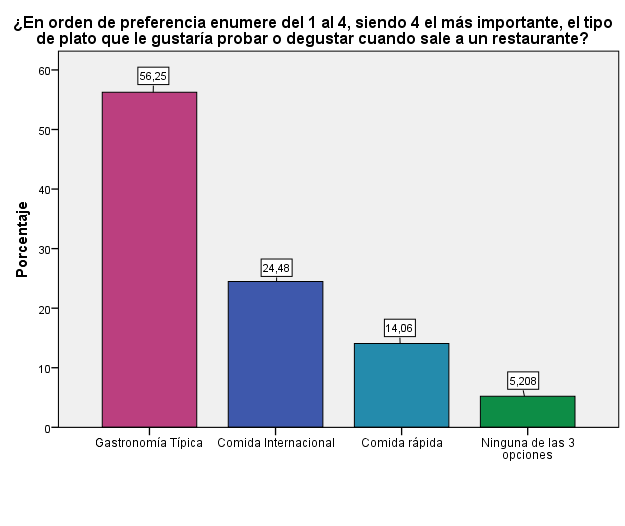 ¿En orden de preferencia enumere del 1 al 4, siendo 4 el más importante, el tipo
de plato que le gustaría probar o degustar cuando sale a un restaurante?
60
50
40
30
20
10
0
Porcentaje
56,25
24,48
14,06
5,208
Gastronomía Típica
Comida Internacional
Comida rápida
Ninguna de las 3
opciones